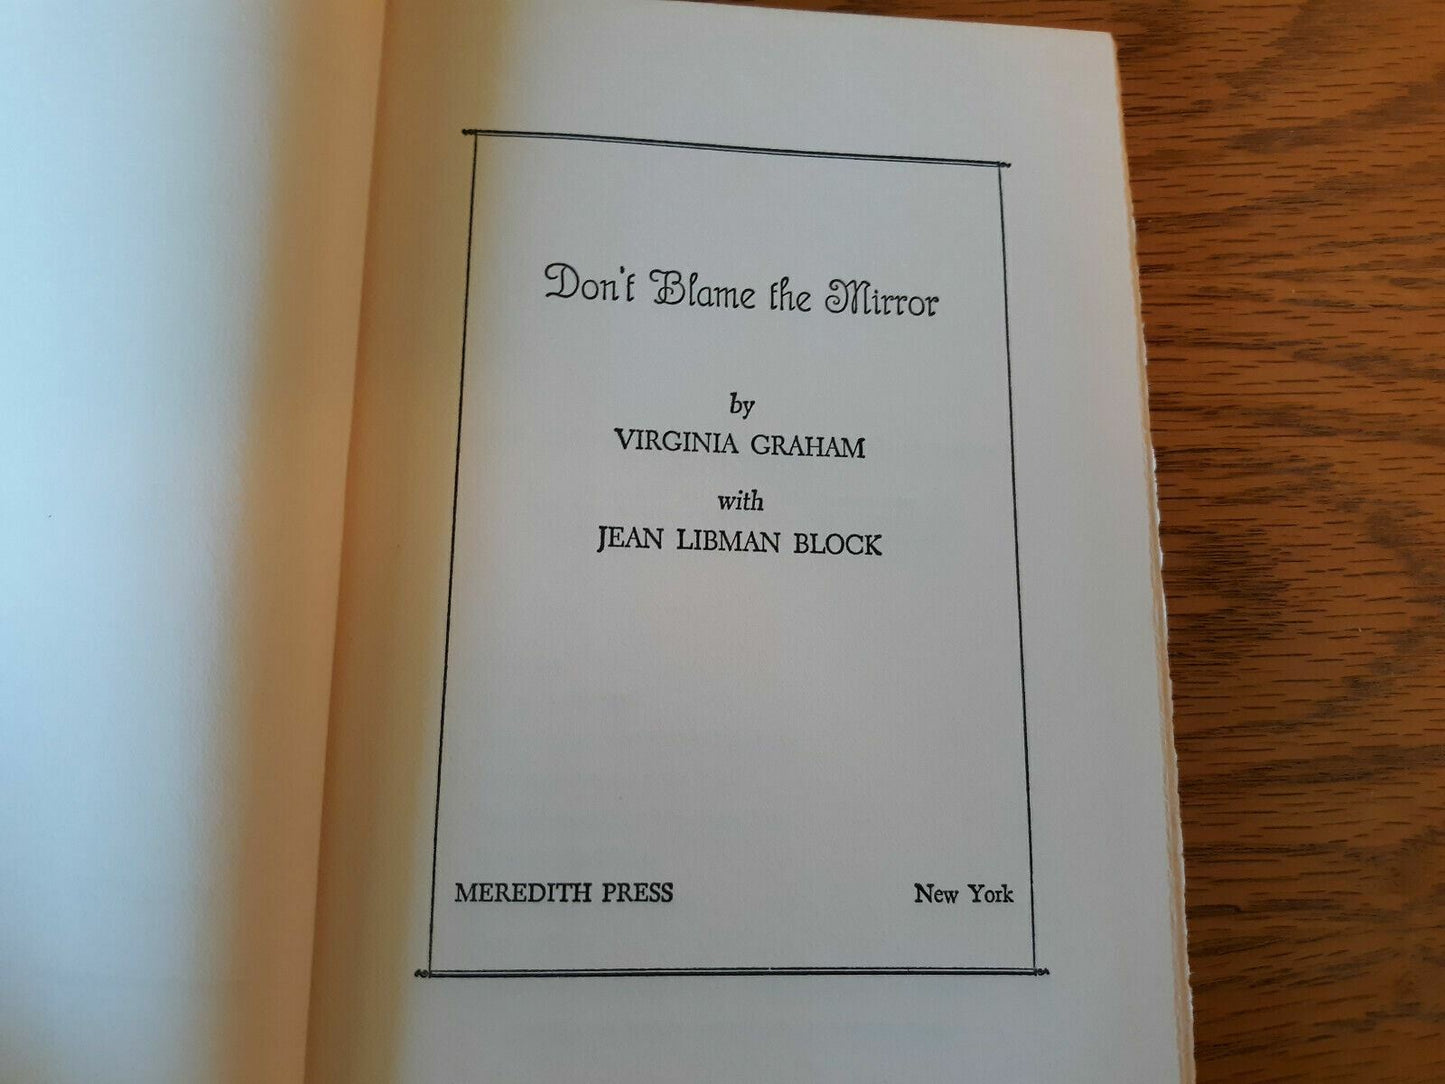 Don't Blame the Mirror
by
VIRGINIA GRAHAM
with
JEAN LIBMAN BLOCK
MEREDITH PRESS New York